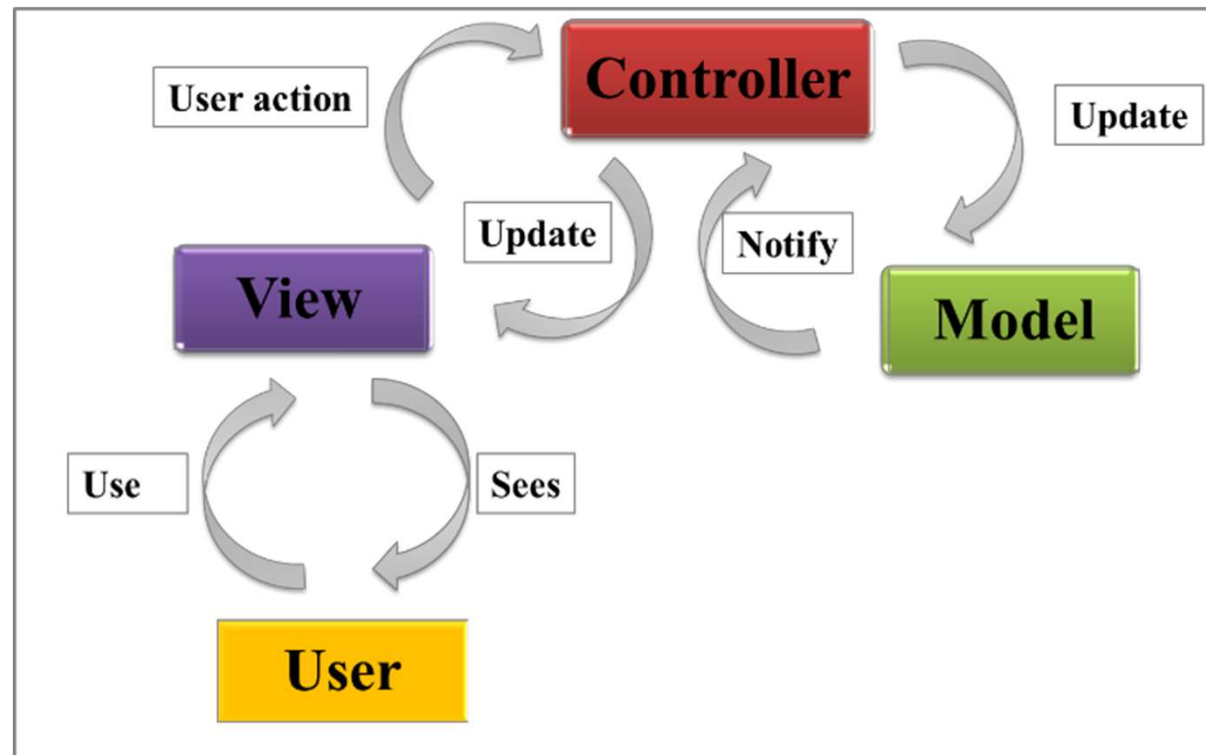 Controller
User action
Update
Update
Notify
View
Model
Use
Sees
User